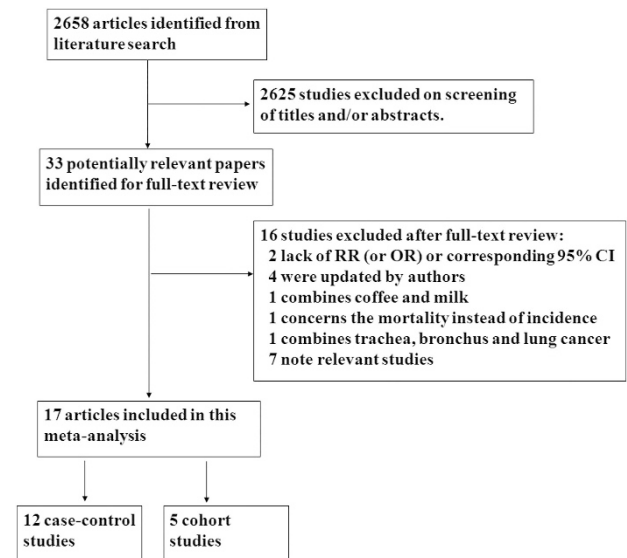 2658 articles identified from
literature search
2625 studies excluded on screening
of titles and/or abstracts.
33 potentially relevant papers
identified for full-text review
16 studies excluded after full-text review:
2 lack of RR (or OR) or corresponding 95% CI
4 were updated by authors
1 combines coffee and milk
1 concerns the mortality instead of incidence
1 combines trachea, bronchus and lung cancer
7 note relevant studies
17 articles included in this
meta-analysis
12 case-control
studies
5 cohort
studies